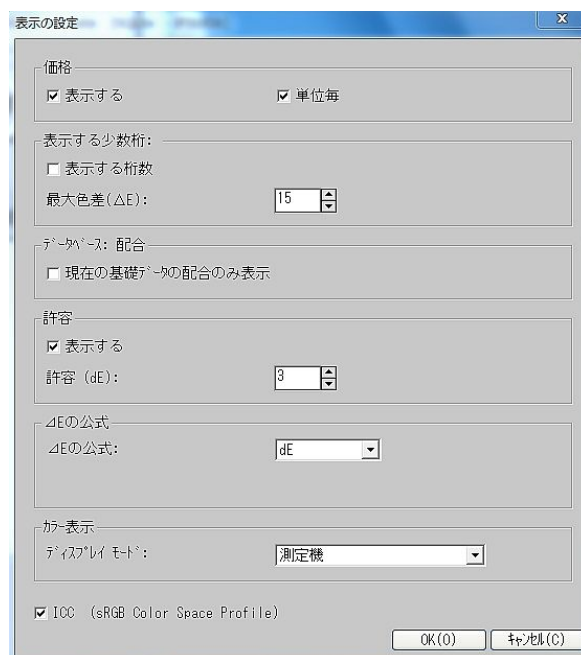 表示の設定
価格
表示する
単位毎
表示する少数桁:
表示する桁数
最大色差(△E):
15
ﾃﾞｰﾀﾍﾞｰｽ: 配合
現在の基礎ﾃﾞｰﾀの配合のみ表示
許容
表示する
許容 (dE):
3
⊿Eの公式
⊿Eの公式:
dE
ｶﾗｰ表示
ﾃﾞｨｽﾌﾟﾚｲ ﾓｰﾄﾞ:
測定機
ICC (sRGB Color Space Profile)
OK(O)
ｷｬﾝｾﾙ(C)